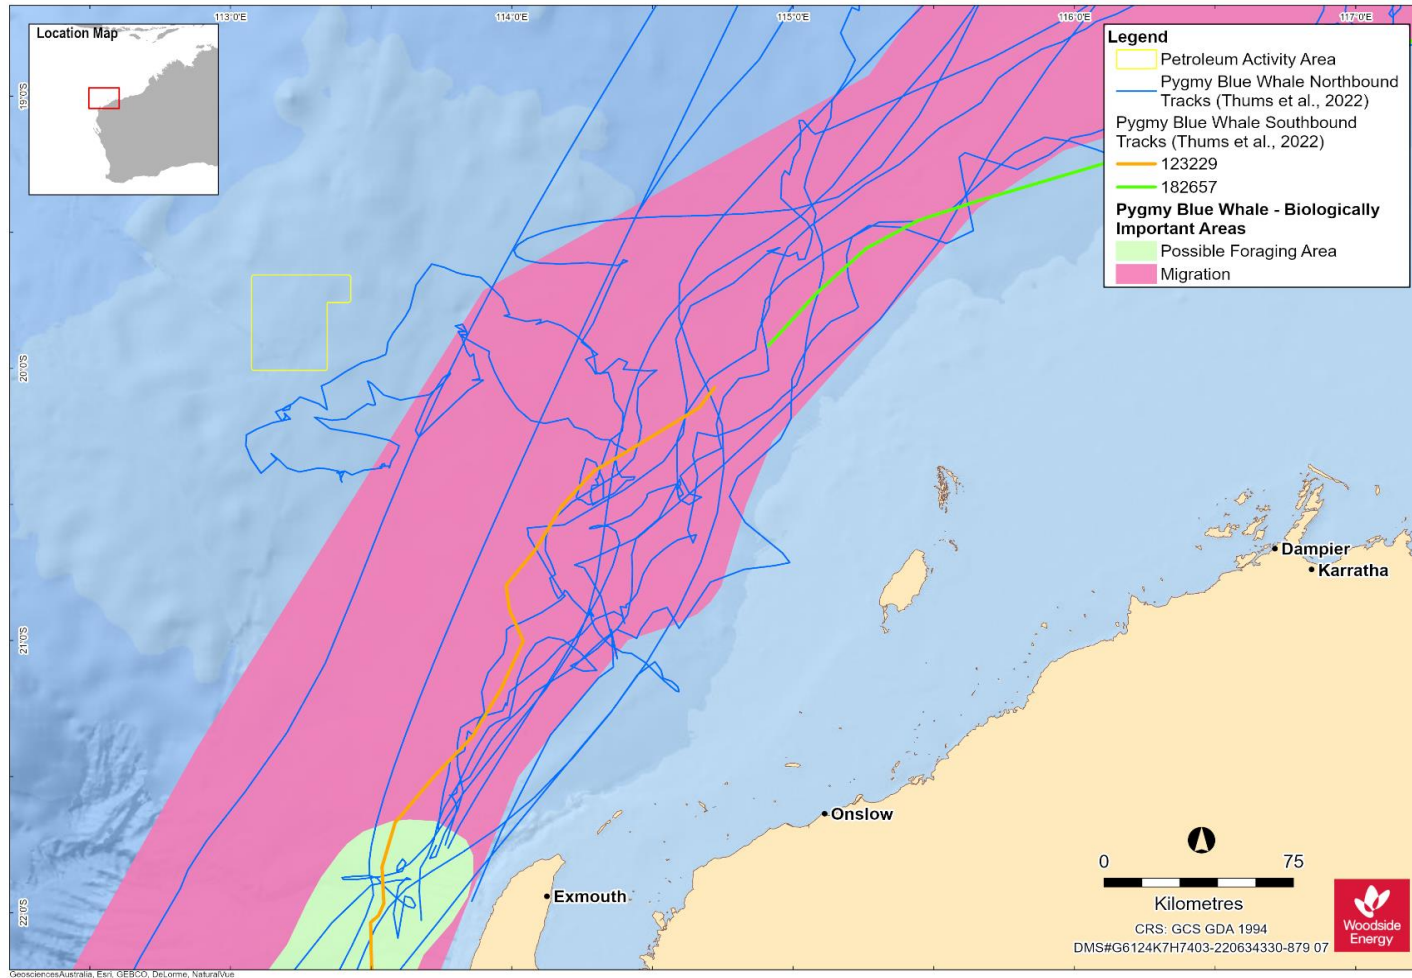 Location Map
113°0'E
114°0'E
115°0'E
116°0'E
117°0'E
19°0'S
20°0'S
21°0'S
22°0'S
Legend
Petroleum Activity Area
Pygmy Blue Whale Northbound
Tracks (Thums et al., 2022)
Pygmy Blue Whale Southbound
Tracks (Thums et al., 2022)
123229
182657
Pygmy Blue Whale - Biologically
Important Areas
Possible Foraging Area
Migration
Dampier
Karratha
Onslow
Exmouth
0 75
Kilometres
CRS: GCS GDA 1994
DMS#G6124K7H7403-220634330-879 07
Woodside
Energy
GeosciencesAustralia, Esri, GEBCO, DeLorme, NaturalVue